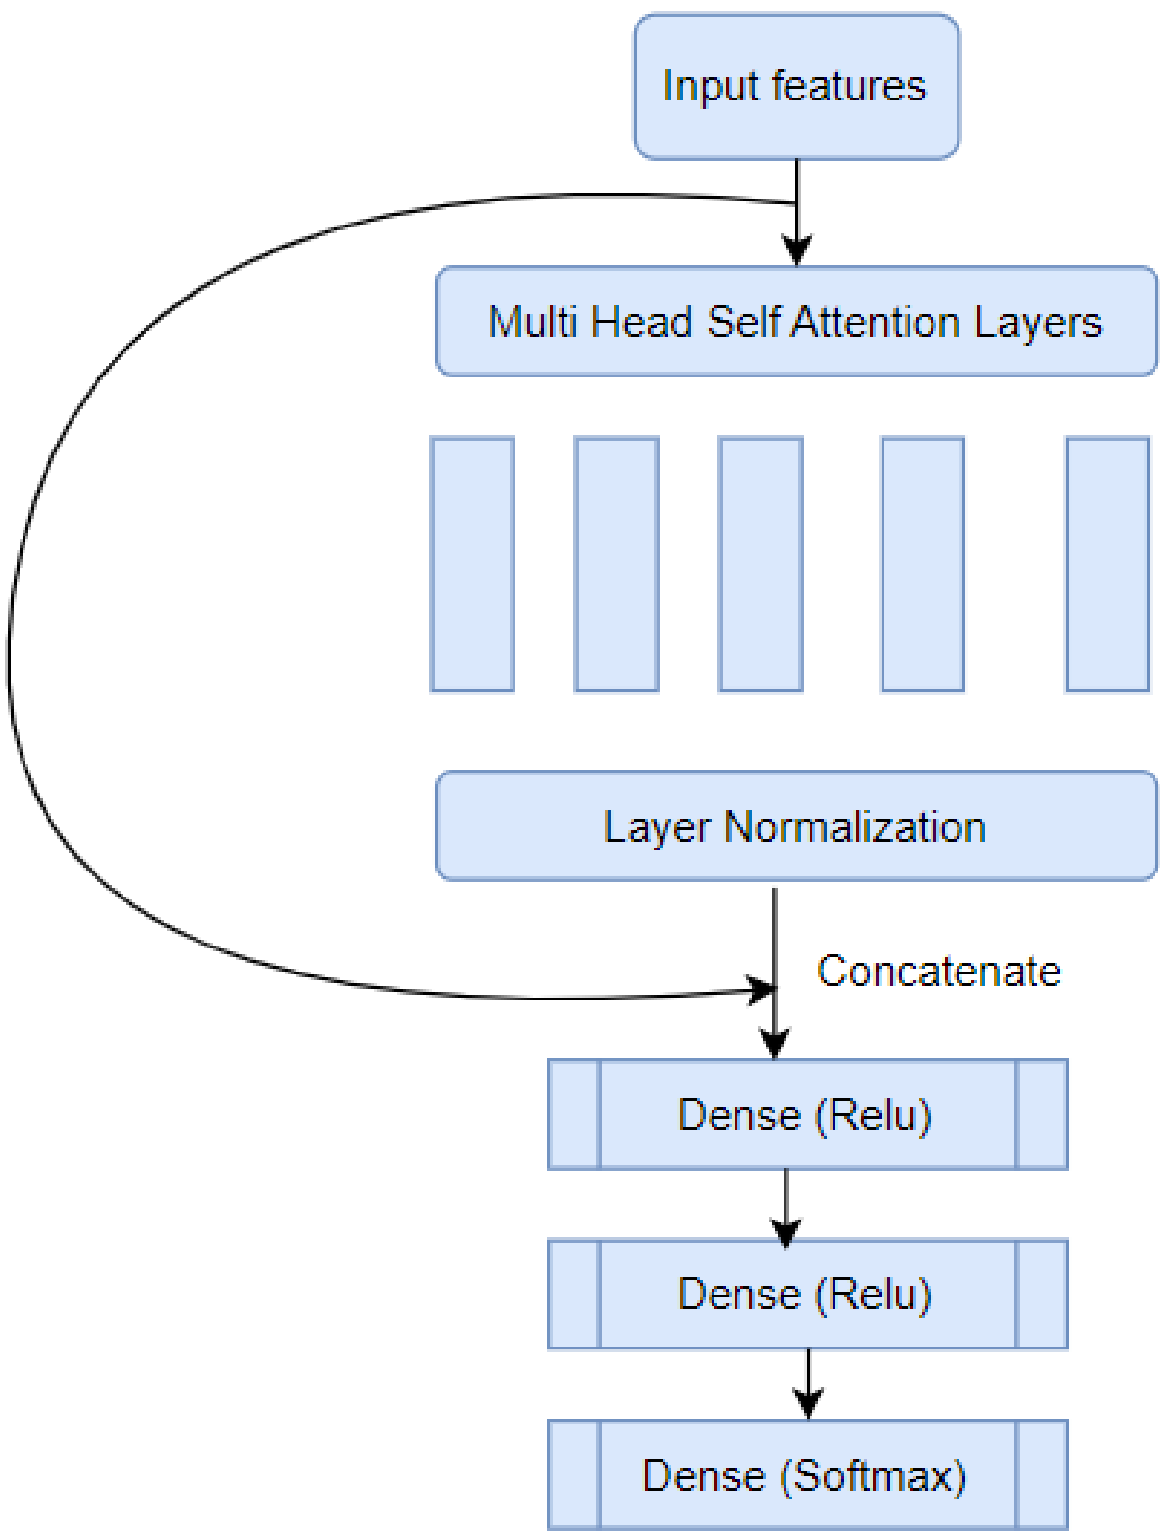 Input features
Multi Head Self Attention Layers
Layer Normalization
Concatenate
Dense (Relu)
Dense (Relu)
Dense (Softmax)